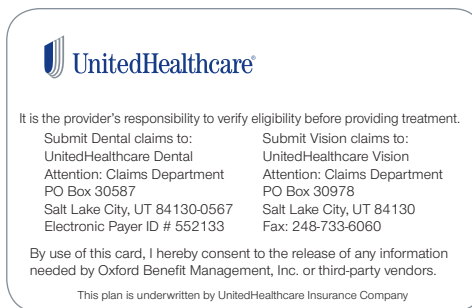 UnitedHealthcare®
It is the provider's responsibility to verify eligibility before providing treatment.
Submit Dental claims to:
UnitedHealthcare Dental
Attention: Claims Department
PO Box 30587
Salt Lake City, UT 84130-0567
Electronic Payer ID # 552133
Submit Vision claims to:
UnitedHealthcare Vision
Attention: Claims Department
PO Box 30978
Salt Lake City, UT 84130
Fax: 248-733-6060
By use of this card, I hereby consent to the release of any information
needed by Oxford Benefit Management, Inc. or third-party vendors.
This plan is underwritten by UnitedHealthcare Insurance Company